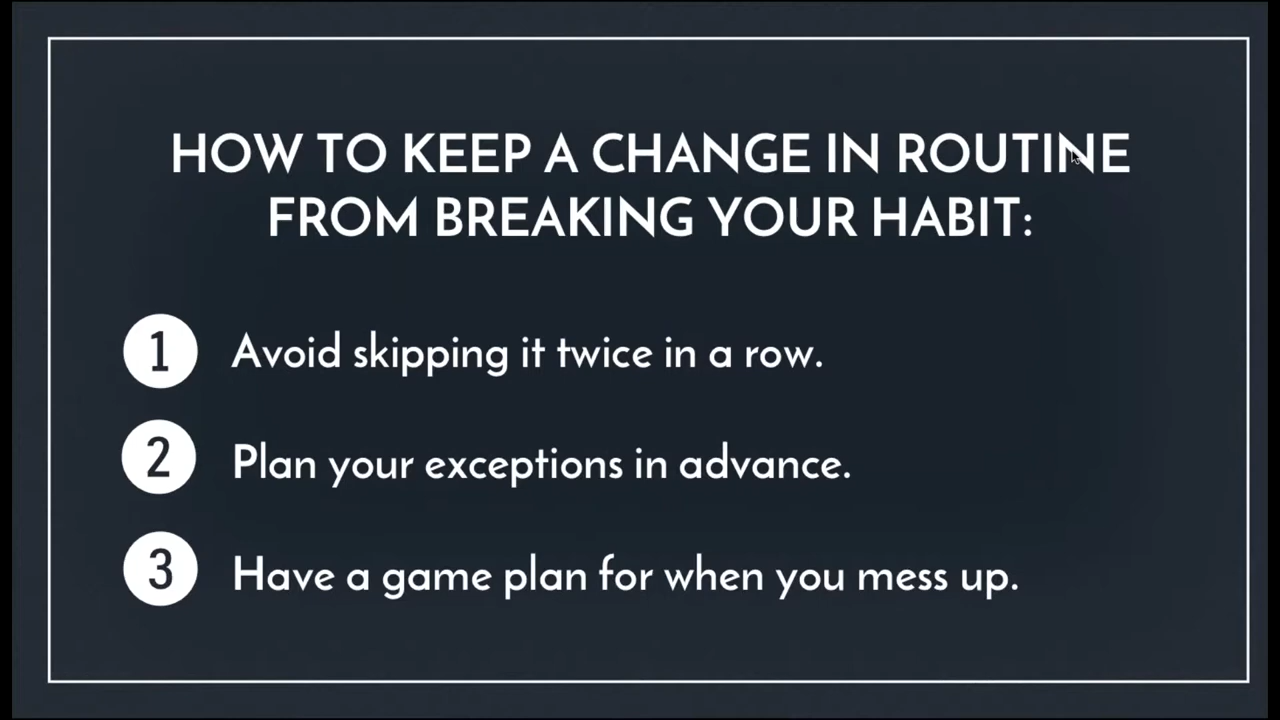 HOW TO KEEP A CHANGE IN ROUTINE
FROM BREAKING YOUR HABIT:
1 Avoid skipping it twice in a row.
2 Plan your exceptions in advance.
3 Have a game plan for when you mess up.